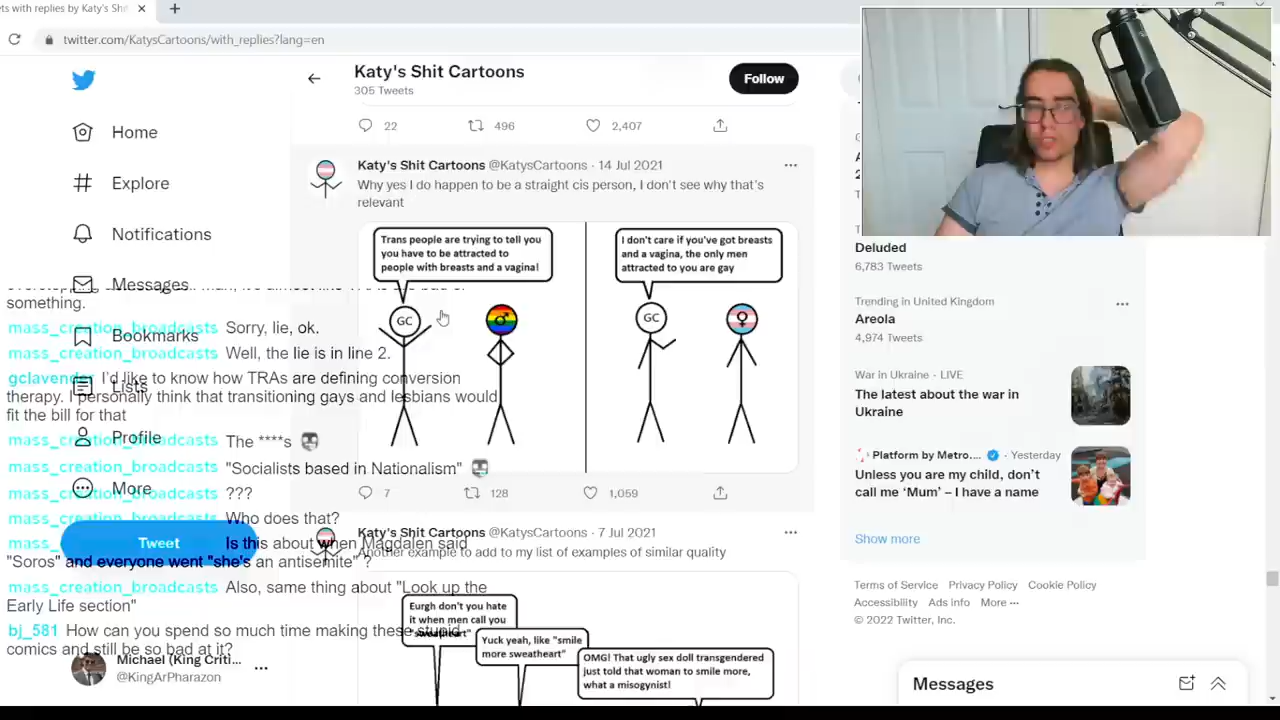 ts with replies by Katy's Shi
twitter.com/KatysCartoons/with_replies?lang=en
Katy's Shit Cartoons
305 Tweets
Follow
22
496
2,407
Home
Explore
Notifications
Messages
Bookmarks
Lists
Profile
More
Tweet
Michael (King Criti...
@KingArPharazon
Katy's Shit Cartoons @KatysCartoons · 14 Jul 2021
Why yes I do happen to be a straight cis person, I don't see why that's
relevant
Trans people are trying to tell you
you have to be attracted to
people with breasts and a vagina!
GC
I don't care if you've got breasts
and a vagina, the only men
attracted to you are gay
GC
7
128
1,059
Katy's Shit Cartoons @KatysCartoons · 7 Jul 2021
Another example to add to my list of examples of similar quality
Eurgh don't you hate
it when men call you
"sweetheart"
Yuck yeah, like "smile
more sweetheart"
OMG! That ugly sex doll transgendered
just told that woman to smile more,
what a misogynist!
something.
mass_creation_broadcasts Sorry, lie, ok.
mass_creation_broadcasts Well, the lie is in line 2.
gclavender I'd like to know how TRAs are defining conversion
therapy. I personally think that transitioning gays and lesbians would
fit the bill for that
mass_creation_broadcasts The ****s
mass_creation_broadcasts "Socialists based in Nationalism"
mass_creation_broadcasts ???
mass_creation_broadcasts Who does that?
mass_ Is this about when Magdalen said
"Soros" and everyone went "she's an antisemite" ?
mass_creation_broadcasts Also, same thing about "Look up the
Early Life section"
bj_581 How can you spend so much time making these stupid
comics and still be so bad at it?
Deluded
6,783 Tweets
Trending in United Kingdom
Areola
4,974 Tweets
War in Ukraine · LIVE
The latest about the war in
Ukraine
Platform by Metro.... · Yesterday
Unless you are my child, don't
call me 'Mum' – I have a name
Show more
Terms of Service Privacy Policy Cookie Policy
Accessibility Ads info More ···
© 2022 Twitter, Inc.
Messages